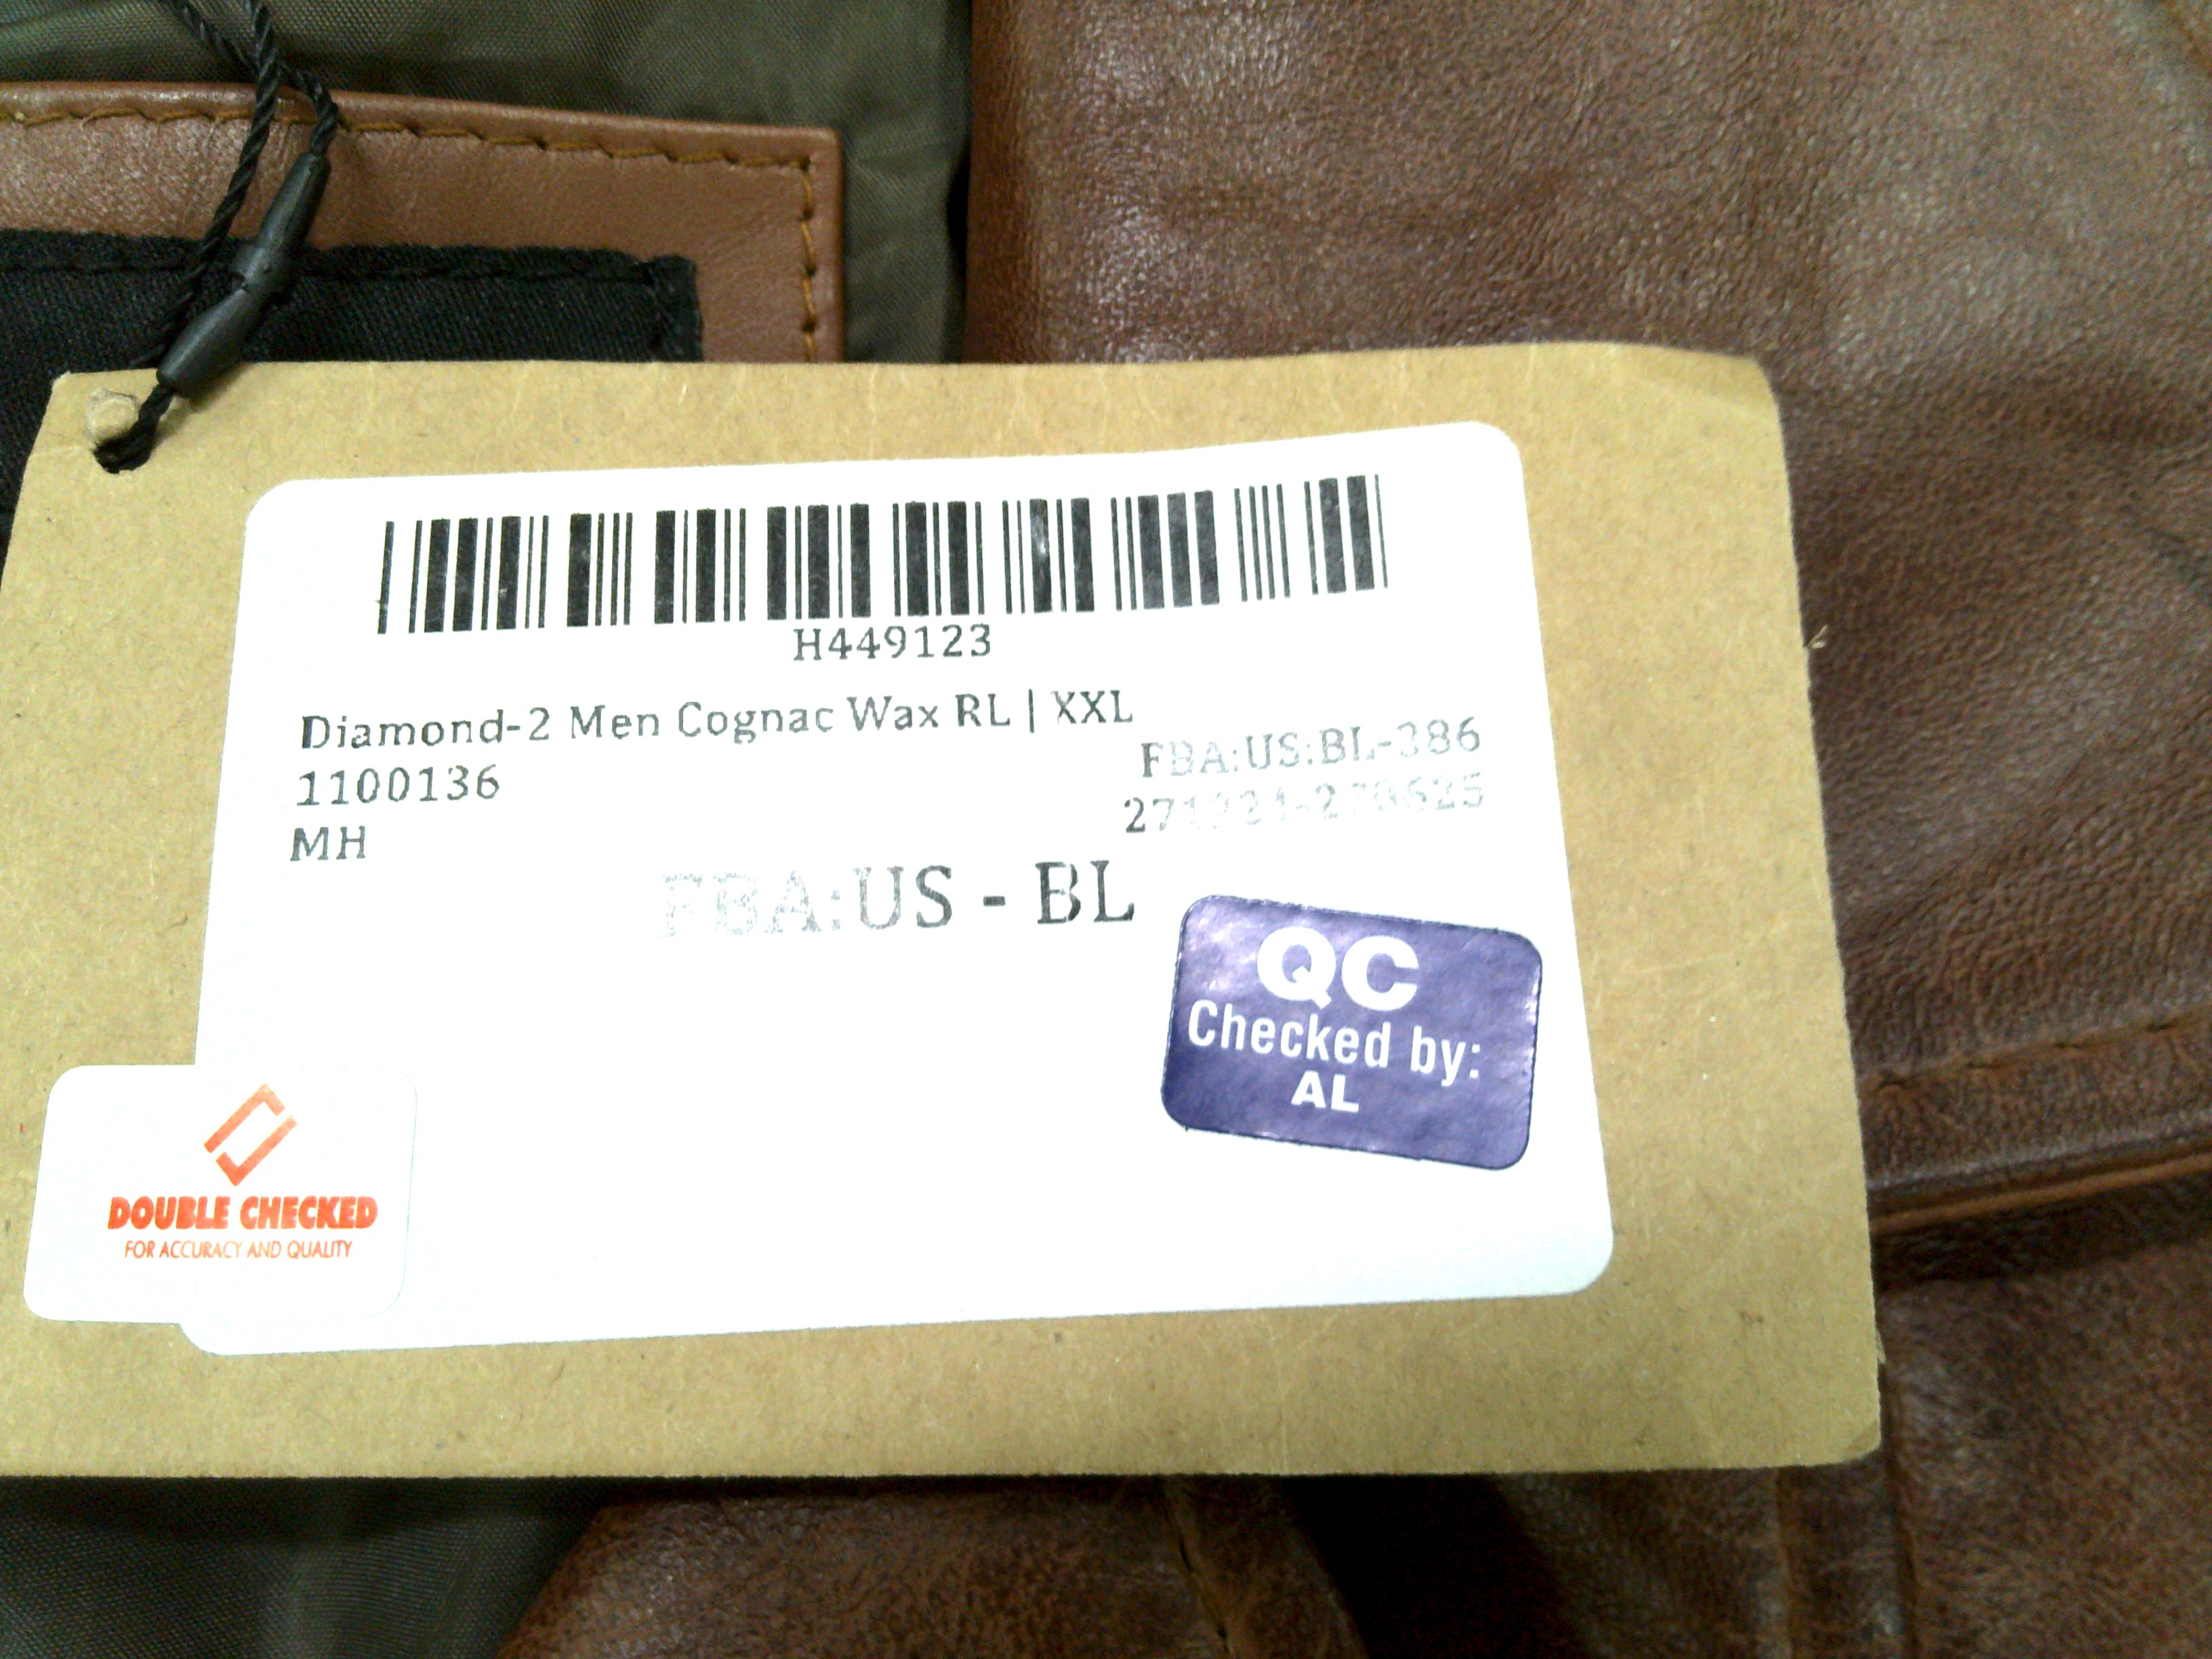 H449123
Diamond-2 Men Cognac Wax RL | XXL
FBA:US:BL-386
1100136
MH
FBA:US - BL
QC
Checked by:
AL
DOUBLE CHECKED
FOR ACCURACY AND QUALITY